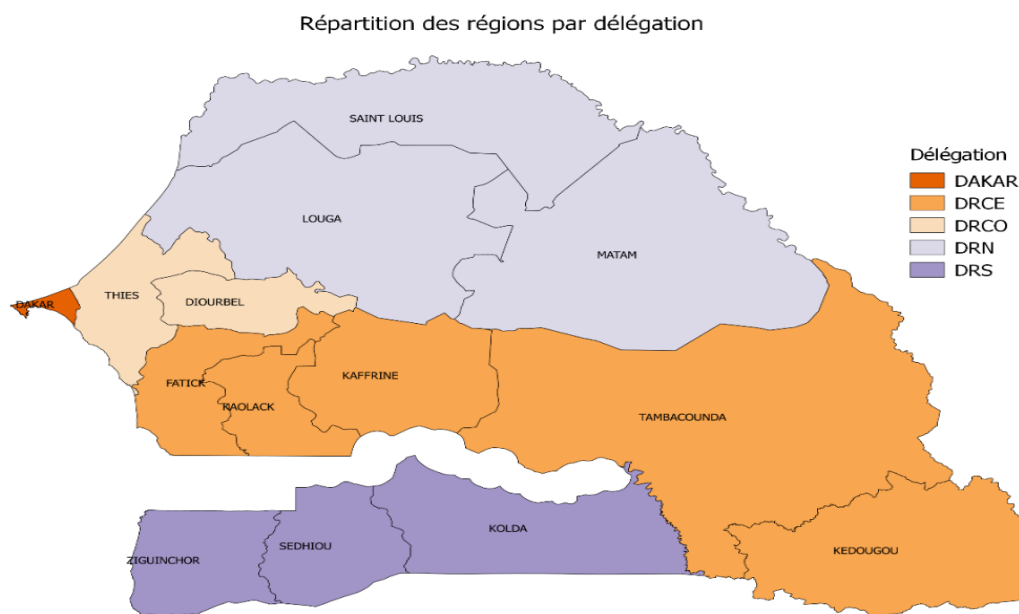 Répartition des régions par délégation
SAINT LOUIS
LOUGA
MATAM
THIES
DIOURBEL
DAKAR
FATICK
KAOLACK
KAFFRINE
TAMBACOUNDA
KOLDA
SEDHIOU
ZIGUINCHOR
KEDOUGOU
Délégation
DAKAR
DRCE
DRCO
DRN
DRS